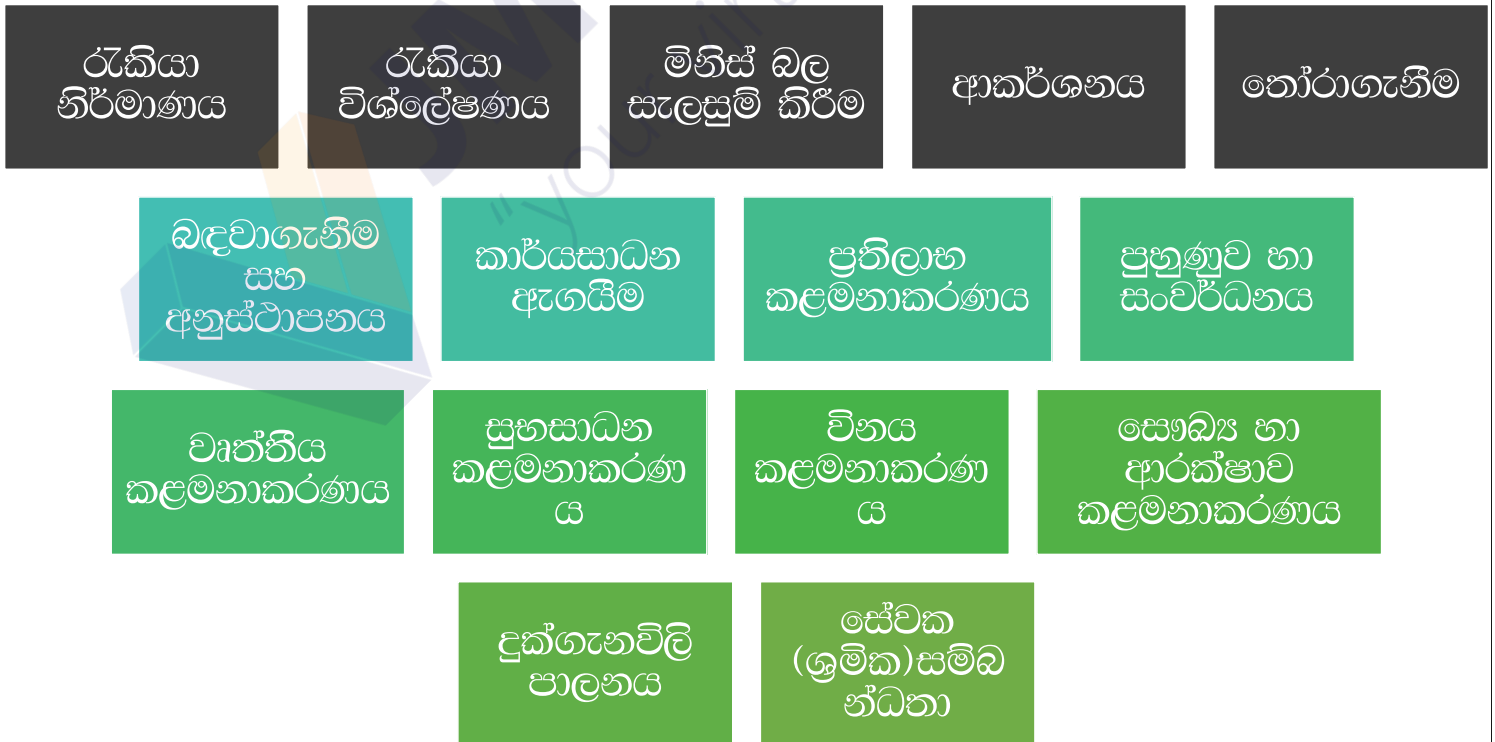 රැකියා
නිර්මාණය
රැකියා
විශ්ලේෂණය
මිනිස් බල
සැලසුම් කිරීම
ආකර්ශනය
තෝරාගැනීම
බඳවාගැනීම
සහ
අනුස්ථාපනය
කාර්යසාධන
ඇගයීම
ප්‍රතිලාභ
කළමනාකරණය
පුහුණුව හා
සංවර්ධනය
වෘත්තීය
කළමනාකරණය
සුභසාධන
කළමනාකරණ
ය
විනය
කළමනාකරණ
ය
සෞඛ්‍ය හා
ආරක්ෂාව
කළමනාකරණය
දුක්ගැනවිලි
පාලනය
සේවක
(ශ්‍රමික)සම්බ
න්ධතා
"your